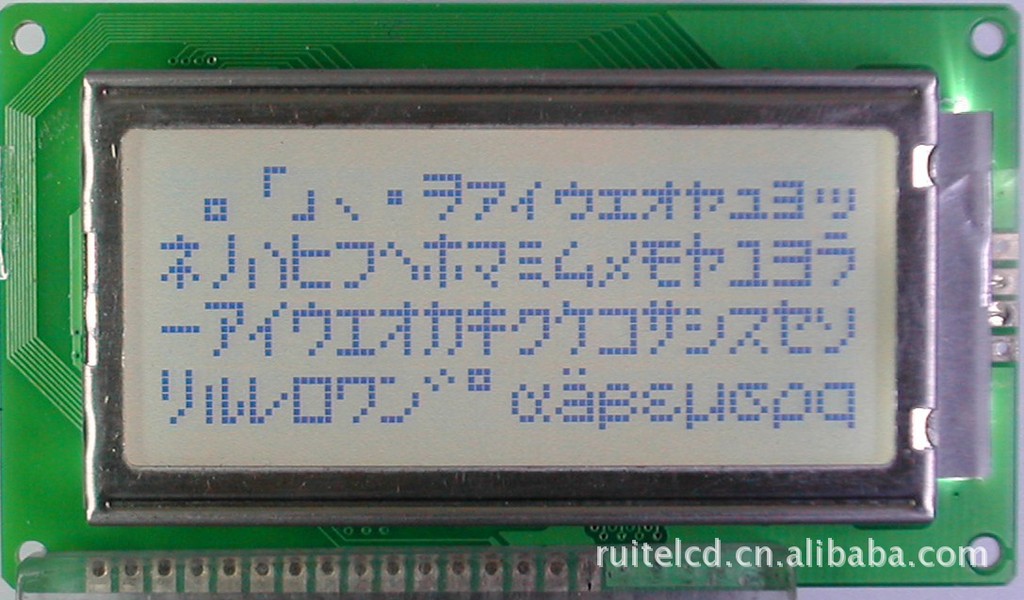 。「」、・ヲァィゥェォャュョッ
ネノハヒフヘホマミムメモヤユヨラ
ーアイウエオカキクケコサシスセソ
リルレロワン゛゜αäβεμσρq
ruitelcd.cn.alibaba.com